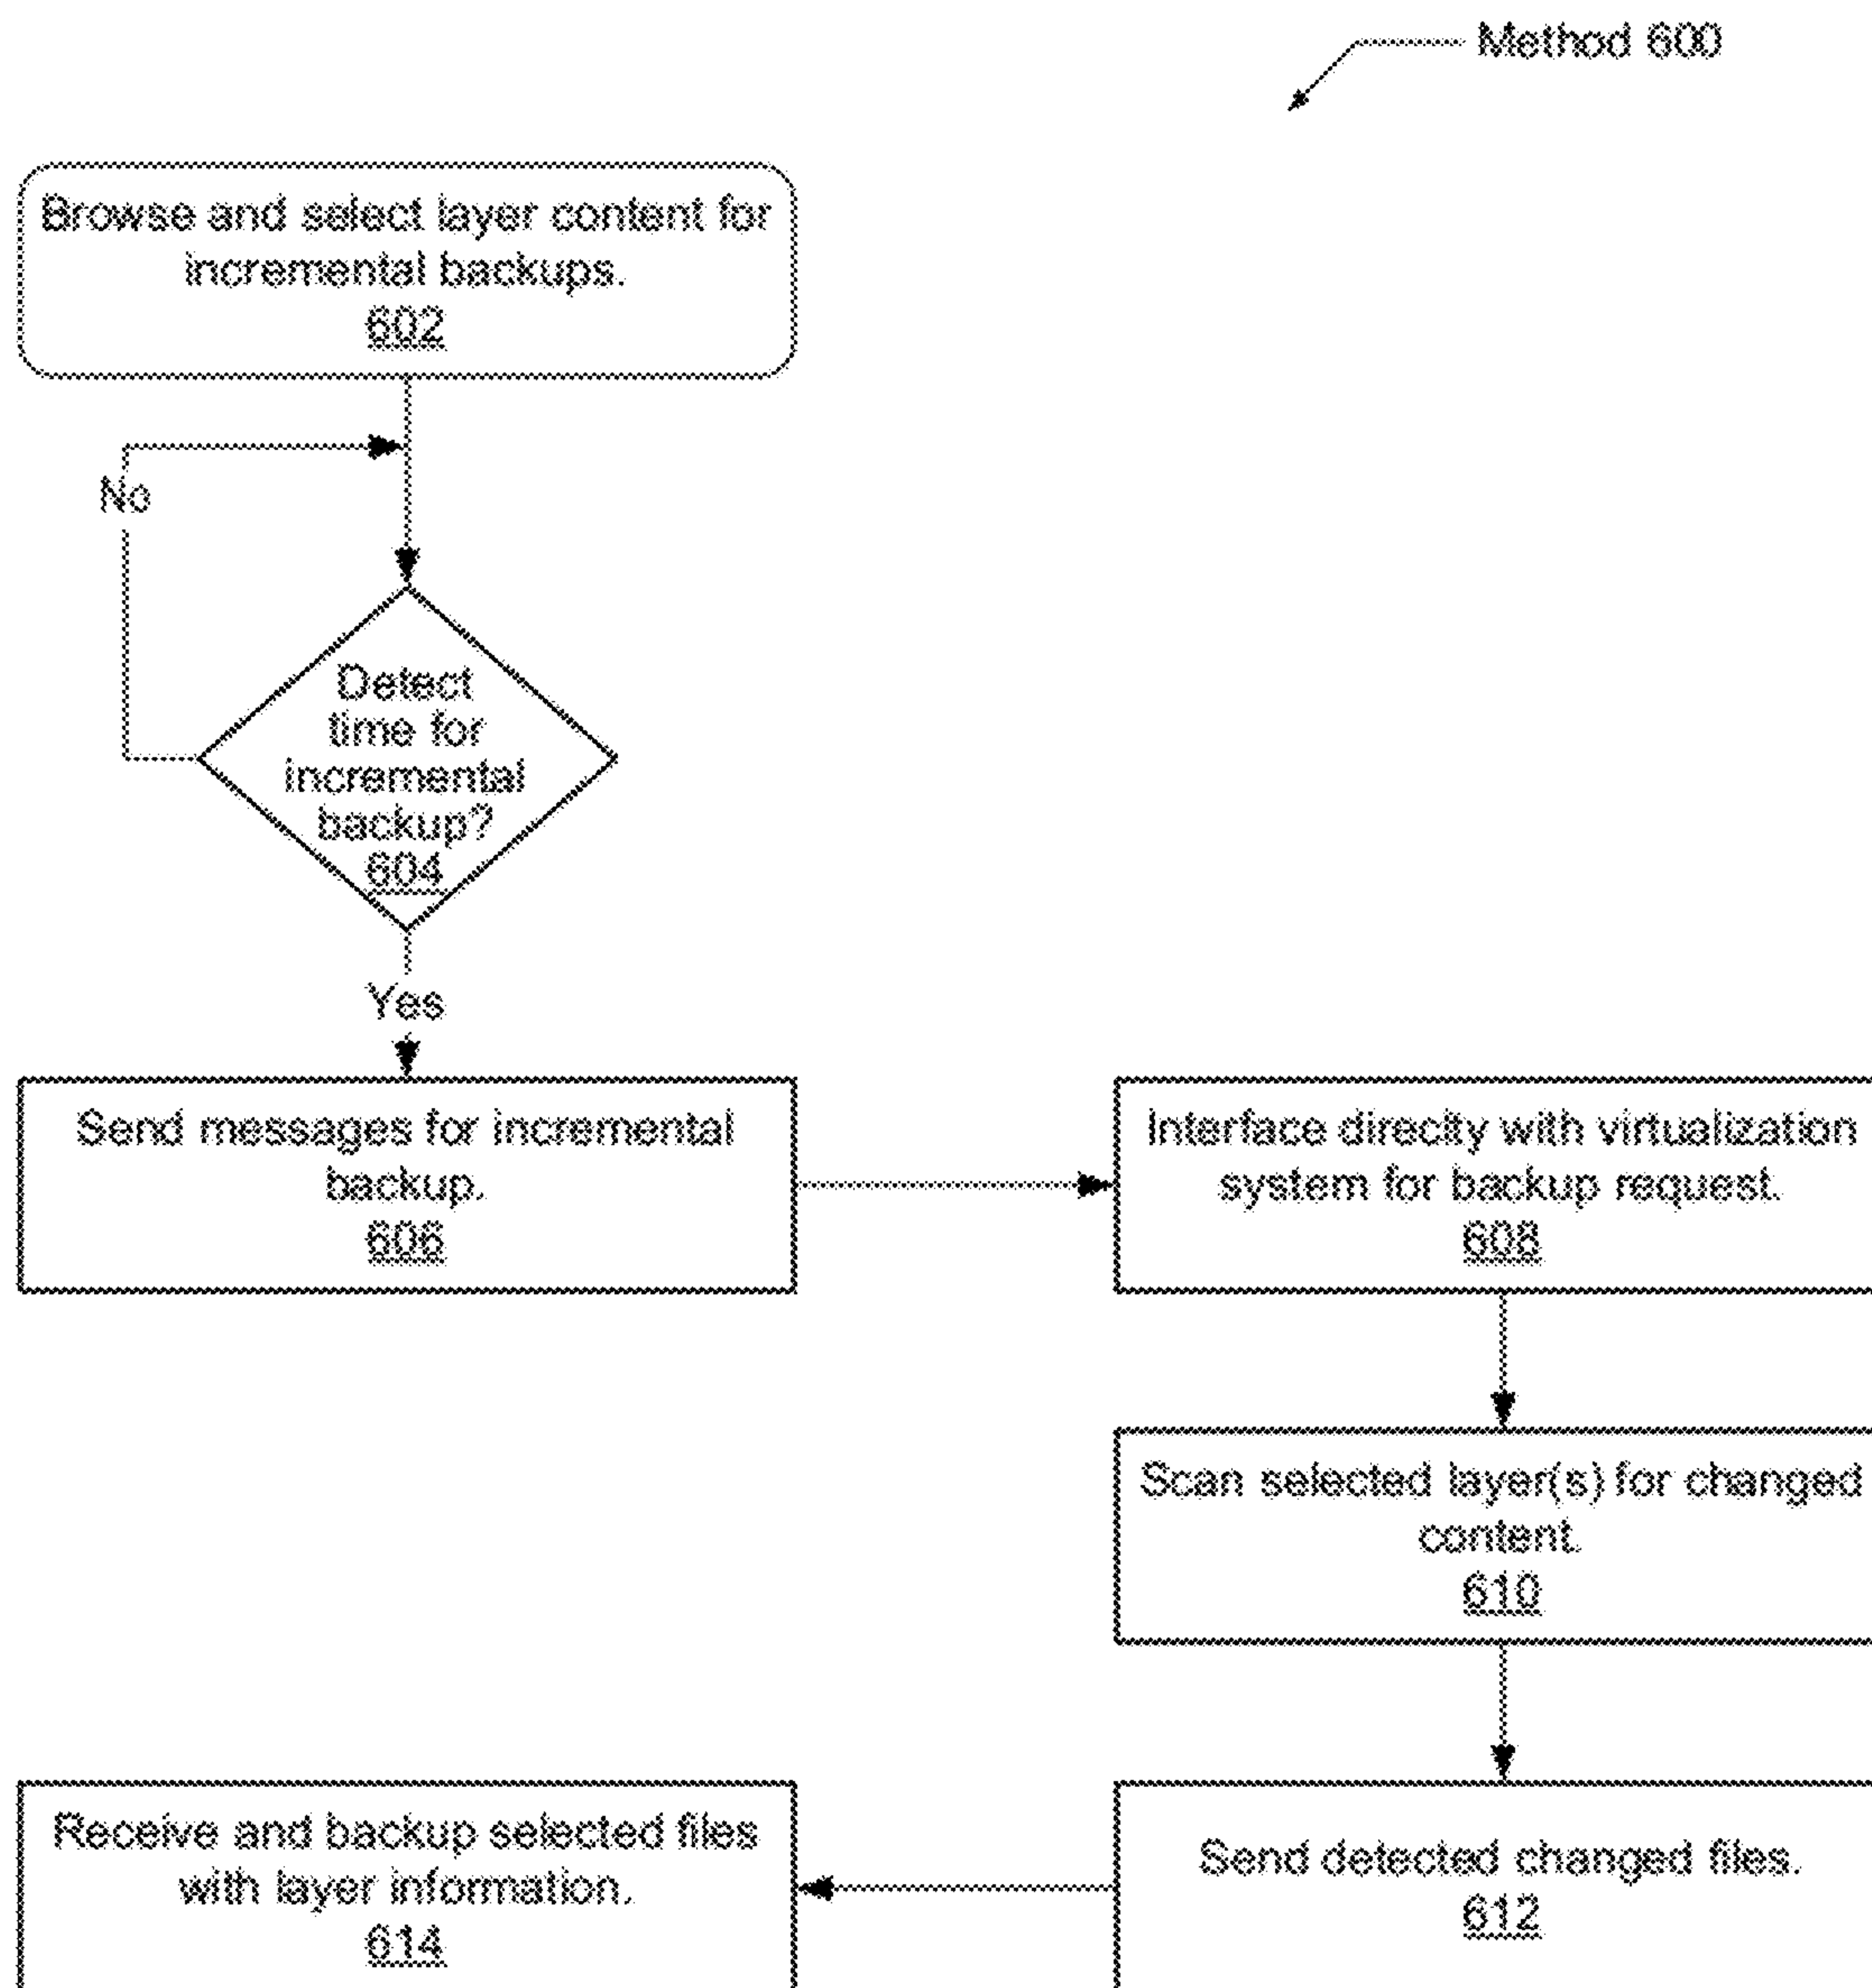 Method 600
Browse and select layer content for
incremental backups.
602
No
Detect
time for
incremental
backup?
604
Yes
Send messages for incremental
backup.
606
Interface direclty with virtualization
system for backup request.
608
Scan selected layer(s) for changed
content.
610
Receive and backup selected files
with layer information.
614
Send detected changed files.
612